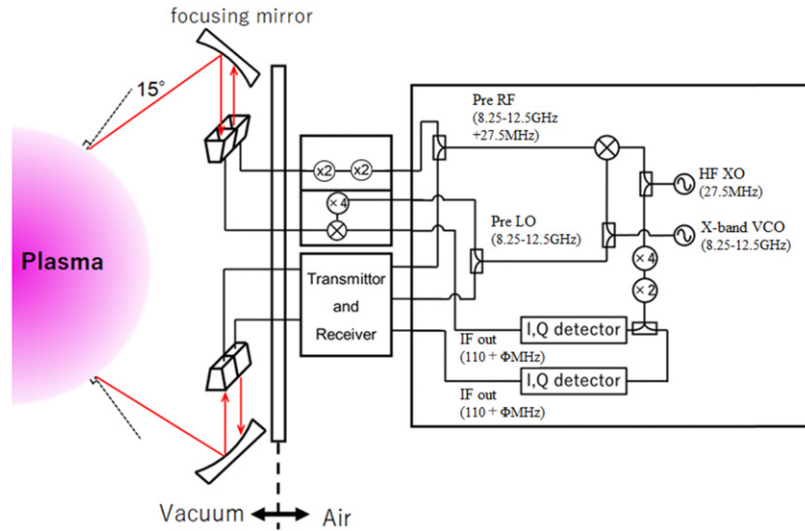 focusing mirror
15°
Plasma
×2
×2
×4
Transmittor
and
Receiver
Pre RF
(8.25-12.5GHz
+27.5MHz)
Pre LO
(8.25-12.5GHz)
HF XO
(27.5MHz)
X-band VCO
(8.25-12.5GHz)
×4
×2
I,Q detector
IF out
(110 + ΦMHz)
I,Q detector
IF out
(110 + ΦMHz)
Vacuum
Air